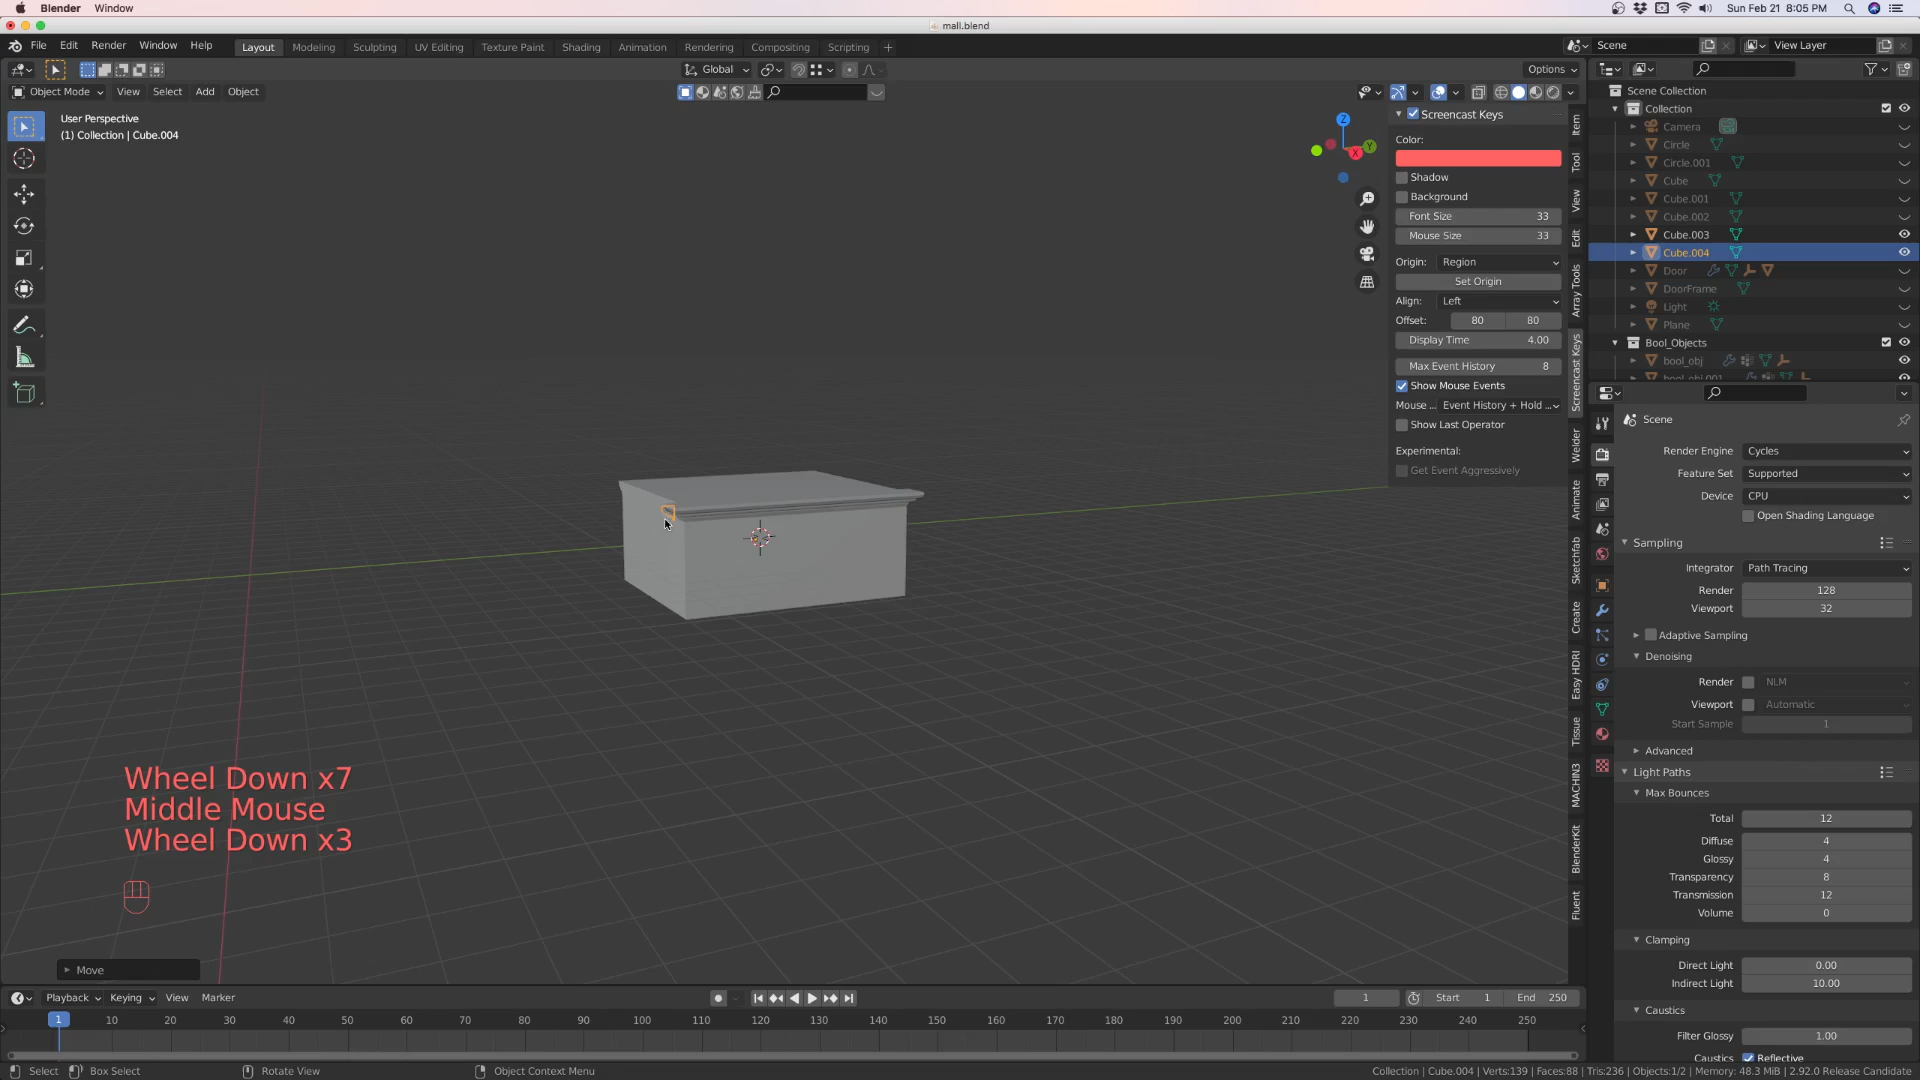 Blender Window
Sun Feb 21 8:05 PM
mall.blend
File Edit Render Window Help
Layout Modeling Sculpting UV Editing Texture Paint Shading Animation Rendering Compositing Scripting +
Scene
View Layer
Global
Options
Object Mode View Select Add Object
User Perspective
(1) Collection | Cube.004
Z
Y
X
Screencast Keys
Color:
Shadow
Background
Font Size 33
Mouse Size 33
Origin: Region
Set Origin
Align: Left
Offset: 80 80
Display Time 4.00
Max Event History 8
Show Mouse Events
Mouse ... Event History + Hold ...
Show Last Operator
Experimental:
Get Event Aggressively
Item
Tool
View
Edit
Array Tools
Screencast Keys
Welder
Animate
Sketchfab
Create
Easy HDRI
Tissue
MACHIN3
BlenderKit
Fluent
Scene Collection
Collection
Camera
Circle
Circle.001
Cube
Cube.001
Cube.002
Cube.003
Cube.004
Door
DoorFrame
Light
Plane
Bool_Objects
bool_obj
bool_obj.001
Scene
Render Engine Cycles
Feature Set Supported
Device CPU
Open Shading Language
Sampling
Integrator Path Tracing
Render 128
Viewport 32
Adaptive Sampling
Denoising
Render NLM
Viewport Automatic
Start Sample 1
Advanced
Light Paths
Max Bounces
Total 12
Diffuse 4
Glossy 4
Transparency 8
Transmission 12
Volume 0
Clamping
Direct Light 0.00
Indirect Light 10.00
Caustics
Filter Glossy 1.00
Caustics Reflective
Wheel Down x7
Middle Mouse
Wheel Down x3
Move
Playback Keying View Marker
1 Start 1 End 250
1 10 20 30 40 50 60 70 80 90 100 110 120 130 140 150 160 170 180 190 200 210 220 230 240 250
Select Box Select Rotate View Object Context Menu
Collection | Cube.004 | Verts:139 | Faces:88 | Tris:236 | Objects:1/2 | Memory: 48.3 MiB | 2.92.0 Release Candidate